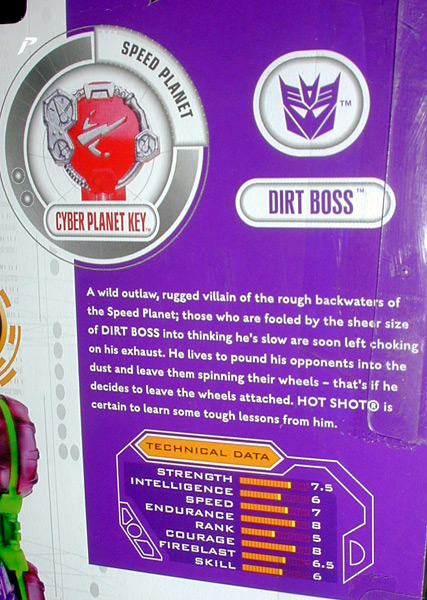 SPEED PLANET
CYBER PLANET KEY™
™
DIRT BOSS™
A wild outlaw, rugged villain of the rough backwaters of
the Speed Planet; those who are fooled by the sheer size
of DIRT BOSS into thinking he's slow are soon left choking
on his exhaust. He lives to pound his opponents into the
dust and leave them spinning their wheels – that's if he
decides to leave the wheels attached. HOT SHOT® is
certain to learn some tough lessons from him.
TECHNICAL DATA
STRENGTH 7.5
INTELLIGENCE 6
SPEED 7
ENDURANCE 8
RANK 5
COURAGE 8
FIREBLAST 6.5
SKILL 6